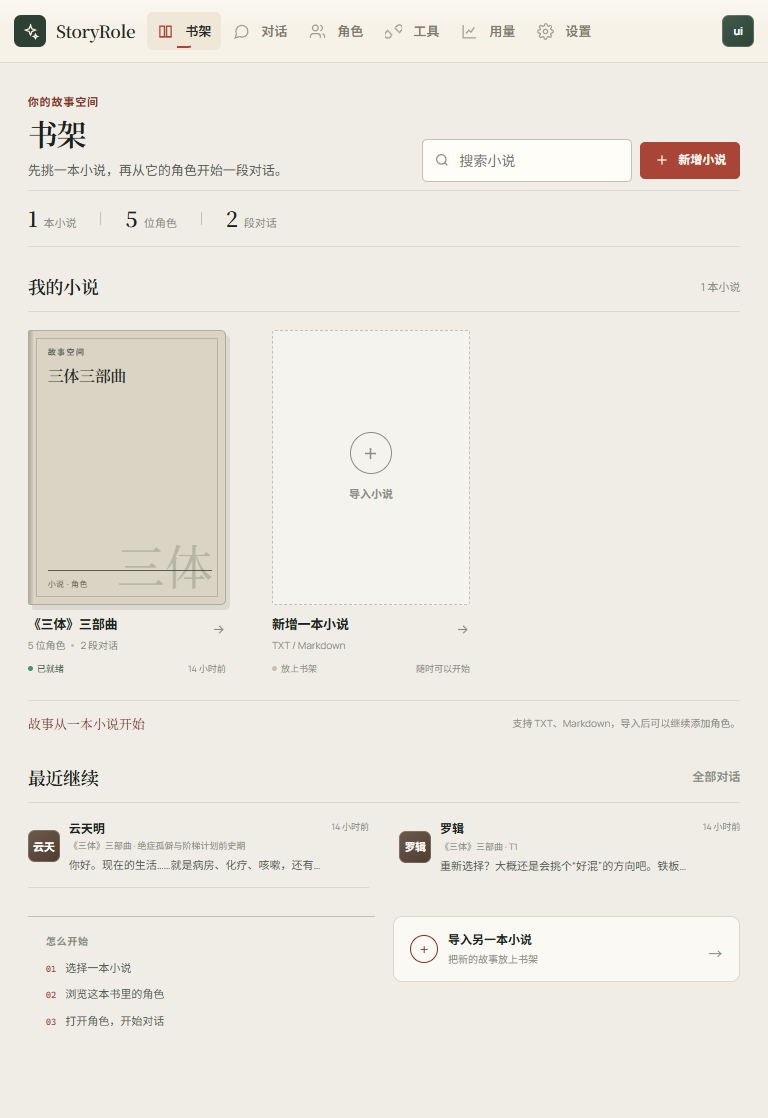 StoryRole 书架 对话 角色 工具 用量 设置 ui
你的故事空间
书架
先挑一本小说，再从它的角色开始一段对话。
搜索小说
+ 新增小说
1 本小说 5 位角色 2 段对话
我的小说
1 本小说
故事空间
三体三部曲
三体
小说 · 角色
导入小说
《三体》三部曲 →
5 位角色 • 2 段对话
已就绪 14 小时前
新增一本小说 →
TXT / Markdown
放上书架 随时可以开始
故事从一本小说开始
支持 TXT、Markdown，导入后可以继续添加角色。
最近继续
全部对话
云天
云天明 14 小时前
《三体》三部曲 · 绝症孤僻与阶梯计划前史期
你好。现在的生活……就是病房、化疗、咳嗽，还有…
罗辑
罗辑 14 小时前
《三体》三部曲 · T1
重新选择？大概还是会挑个“好混”的方向吧。铁板…
怎么开始
01 选择一本小说
02 浏览这本书里的角色
03 打开角色，开始对话
导入另一本小说
把新的故事放上书架 →